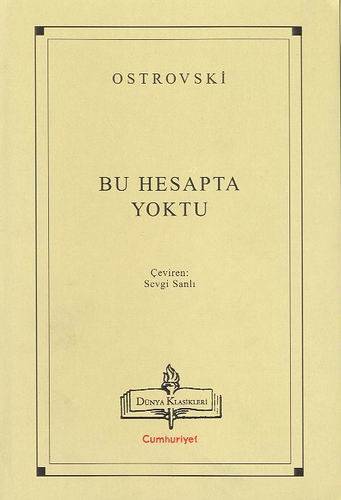 OSTROVSKİ
BU HESAPTA
YOKTU
Çeviren:
Sevgi Sanlı
DÜNYA KLASİKLERİ
Cumhuriyet